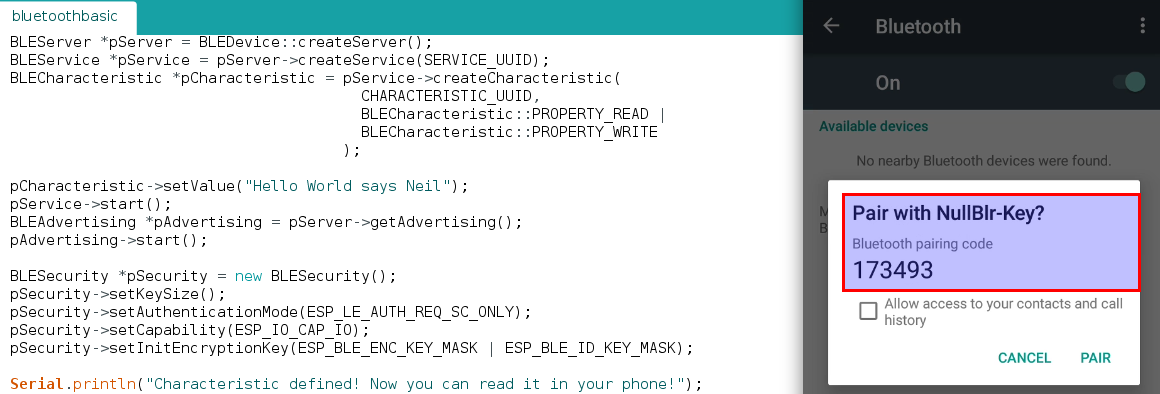 bluetoothbasic
BLEServer *pServer = BLEDevice::createServer();
BLEService *pService = pServer->createService(SERVICE_UUID);
BLECharacteristic *pCharacteristic = pService->createCharacteristic(
CHARACTERISTIC_UUID,
BLECharacteristic::PROPERTY_READ |
BLECharacteristic::PROPERTY_WRITE
);
pCharacteristic->setValue("Hello World says Neil");
pService->start();
BLEAdvertising *pAdvertising = pServer->getAdvertising();
pAdvertising->start();
BLESecurity *pSecurity = new BLESecurity();
pSecurity->setKeySize();
pSecurity->setAuthenticationMode(ESP_LE_AUTH_REQ_SC_ONLY);
pSecurity->setCapability(ESP_IO_CAP_IO);
pSecurity->setInitEncryptionKey(ESP_BLE_ENC_KEY_MASK | ESP_BLE_ID_KEY_MASK);
Serial.println("Characteristic defined! Now you can read it in your phone!");
Bluetooth
On
Available devices
No nearby Bluetooth devices were found.
Pair with NullBlr-Key?
Bluetooth pairing code
173493
Allow access to your contacts and call
history
CANCEL PAIR